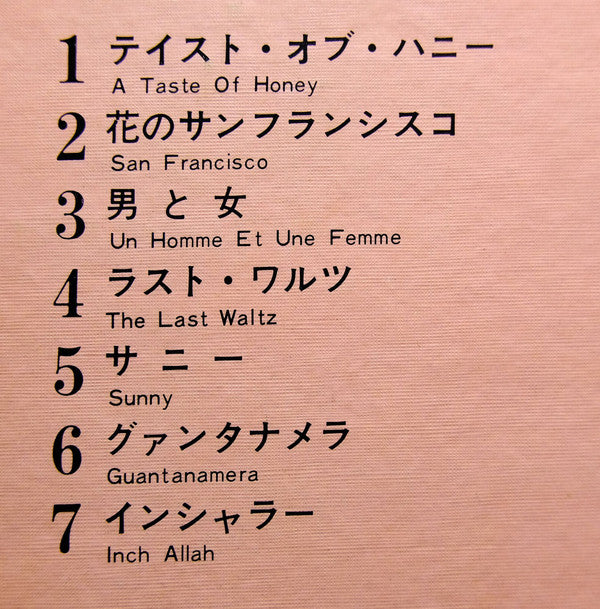 1 テイスト・オブ・ハニー
A Taste Of Honey
2 花のサンフランシスコ
San Francisco
3 男と女
Un Homme Et Une Femme
4 ラスト・ワルツ
The Last Waltz
5 サニー
Sunny
6 グァンタナメラ
Guantanamera
7 インシャラー
Inch Allah